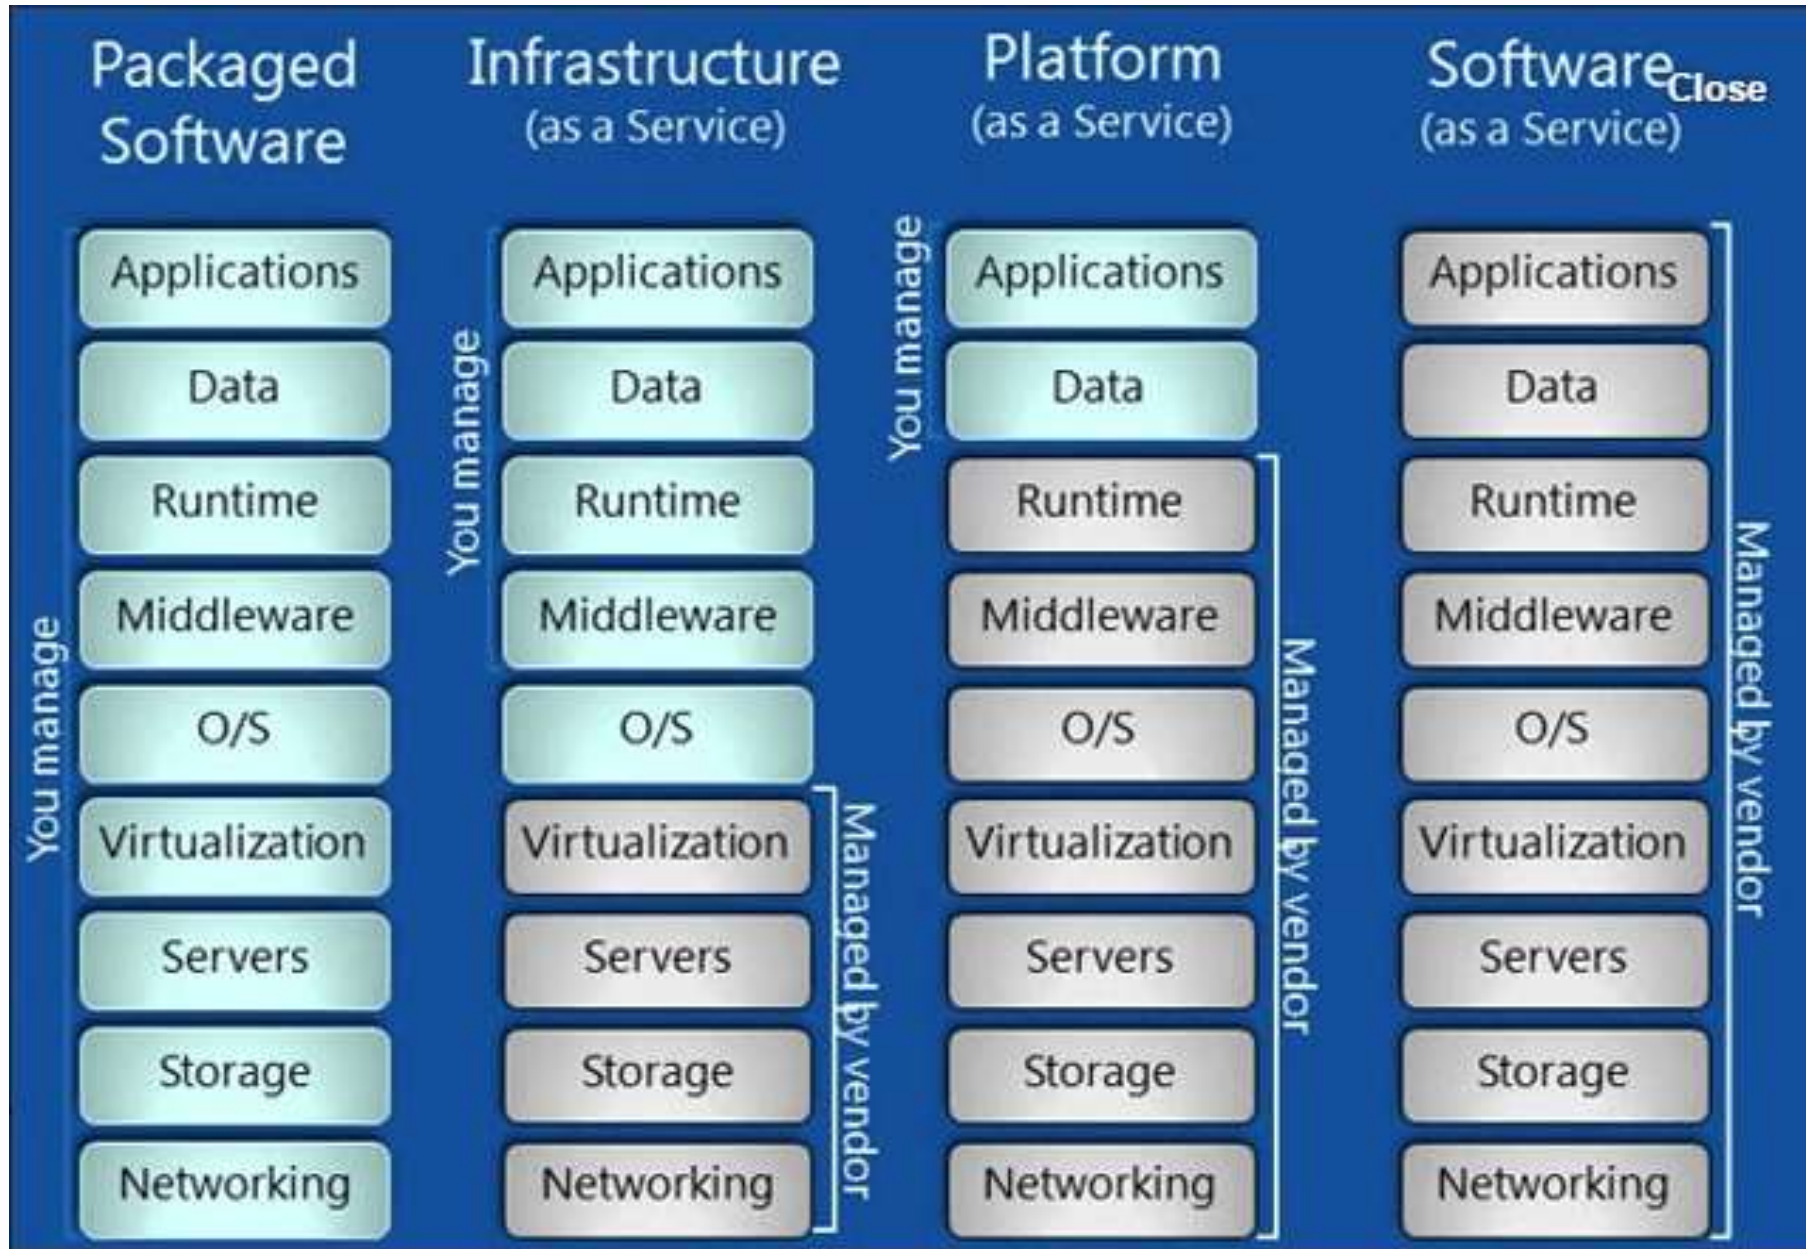 Packaged
Software
You manage
Applications
Data
Runtime
Middleware
O/S
Virtualization
Servers
Storage
Networking
Infrastructure
(as a Service)
You manage
Applications
Data
Runtime
Middleware
O/S
Virtualization
Servers
Storage
Networking
Managed by vendor
Platform
(as a Service)
You manage
Applications
Data
Runtime
Middleware
O/S
Virtualization
Servers
Storage
Networking
Managed by vendor
Software
Close
(as a Service)
Applications
Data
Runtime
Middleware
O/S
Virtualization
Servers
Storage
Networking
Managed by vendor